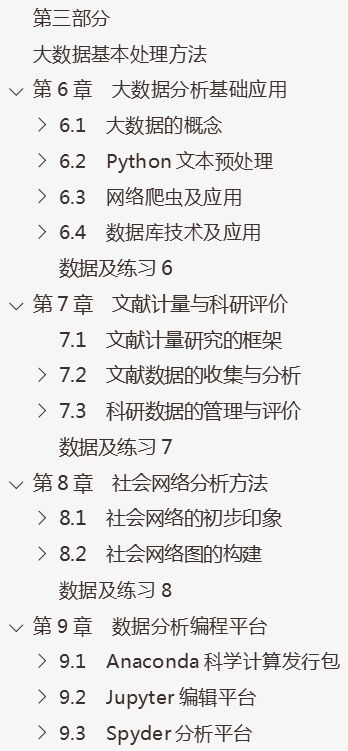 第三部分
大数据基本处理方法
第 6 章 大数据分析基础应用
6.1 大数据的概念
6.2 Python 文本预处理
6.3 网络爬虫及应用
6.4 数据库技术及应用
数据及练习 6
第 7 章 文献计量与科研评价
7.1 文献计量研究的框架
7.2 文献数据的收集与分析
7.3 科研数据的管理与评价
数据及练习 7
第 8 章 社会网络分析方法
8.1 社会网络的初步印象
8.2 社会网络图的构建
数据及练习 8
第 9 章 数据分析编程平台
9.1 Anaconda 科学计算发行包
9.2 Jupyter 编辑平台
9.3 Spyder 分析平台